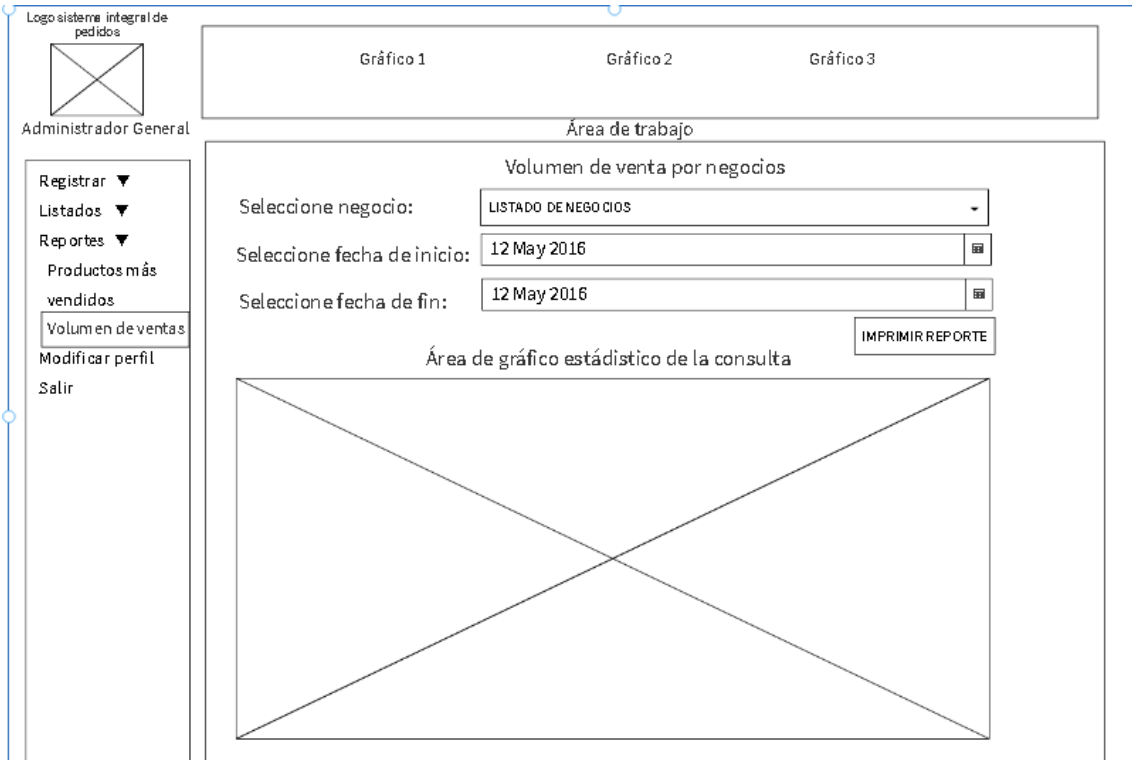 Logo sistema integral de
pedidos
Administrador General
Gráfico 1
Gráfico 2
Gráfico 3
Área de trabajo
Registrar
Listados
Reportes
Productos más
vendidos
Volumen de ventas
Modificar perfil
Salir
Volumen de venta por negocios
Seleccione negocio:
LISTADO DE NEGOCIOS
Seleccione fecha de inicio:
12 May 2016
Seleccione fecha de fin:
12 May 2016
IMPRIMIR REPORTE
Área de gráfico estádistico de la consulta